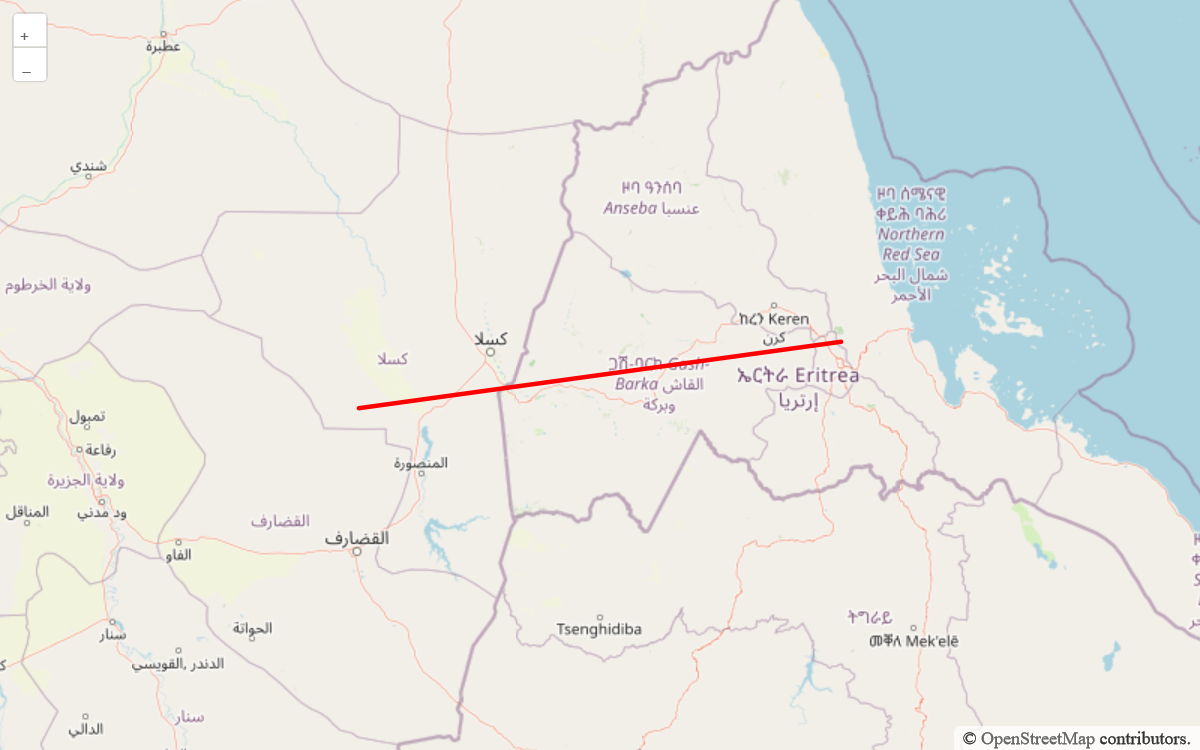 +
–
عطبرة
شندي
ዞባ ዓንሰባ
Anseba عنسبا
ዞባ ሰሜናዊ
ቀይሕ ባሕሪ
Northern
Red Sea
شمال البحر
الأحمر
ولاية الخرطوم
ከረን Keren
كرن
كسلا
كسلا
ጋሽ-ባርካ Gash-
Barka القاش
وبركة
ኤርትራ Eritrea
إرتريا
تمبول
رفاعة
ولاية الجزيرة
المنصورة
المناقل
ود مدني
القضارف
القضارف
الفاو
Tsenghidiba
ትግራይ
መቐለ Mek'elē
سنار
الحواتة
الدندر ,القويسي
سنار
الدالي
© OpenStreetMap contributors.